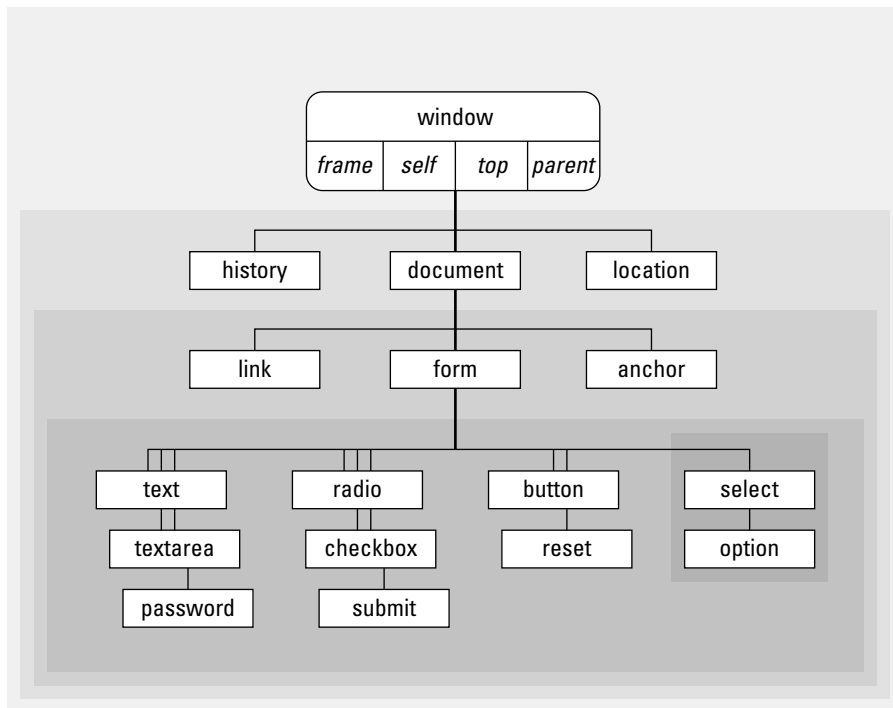 window
frame self top parent
history document location
link form anchor
text radio button select
textarea checkbox reset option
password submit